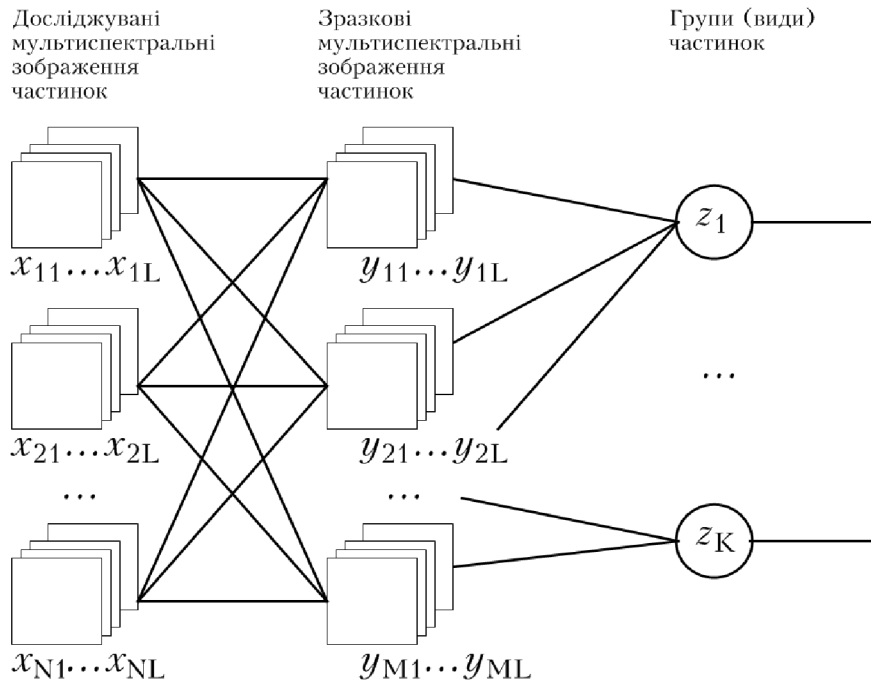 Досліджувані
мультиспектральні
зображення
частинок
Зразкові
мультиспектральні
зображення
частинок
Групи (види)
частинок
x11...x1L
y11...y1L
z1
x21...x2L
y21...y2L
...
...
...
zK
xN1...xNL
yM1...yML